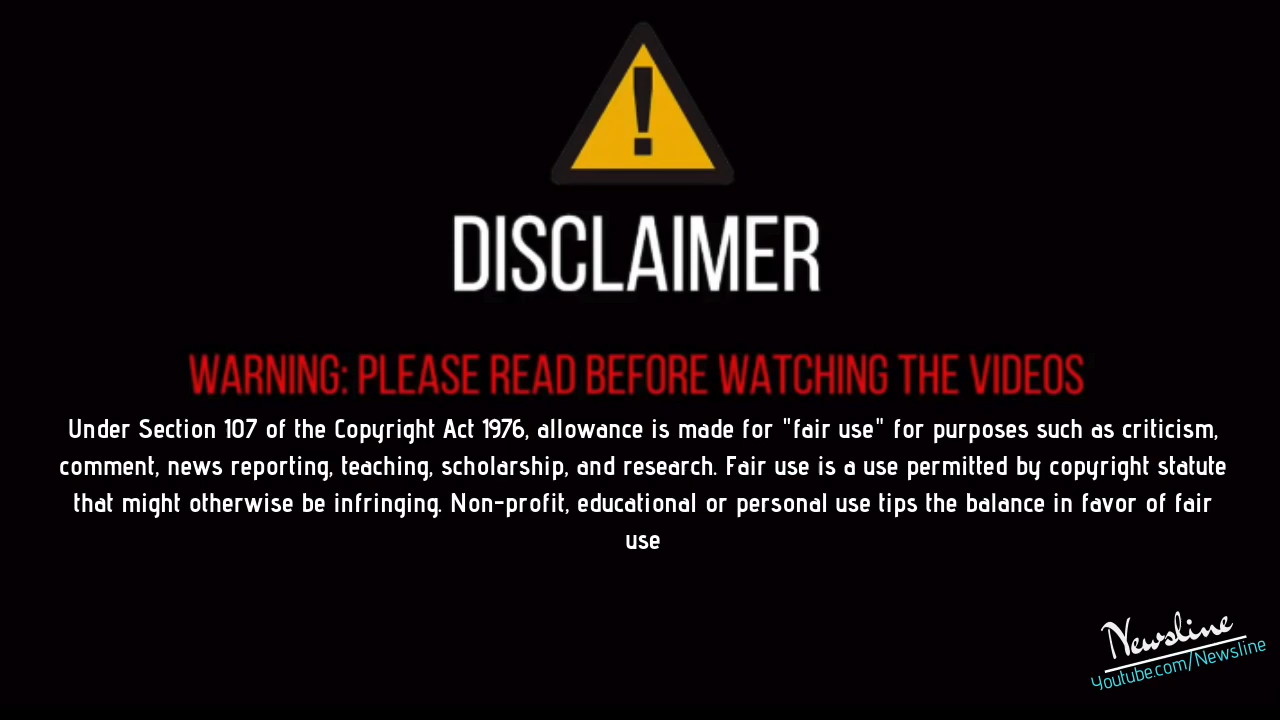 !
DISCLAIMER
WARNING: PLEASE READ BEFORE WATCHING THE VIDEOS
Under Section 107 of the Copyright Act 1976, allowance is made for "fair use" for purposes such as criticism,
comment, news reporting, teaching, scholarship, and research. Fair use is a use permitted by copyright statute
that might otherwise be infringing. Non-profit, educational or personal use tips the balance in favor of fair
use
Newsline
Youtube.com/Newsline